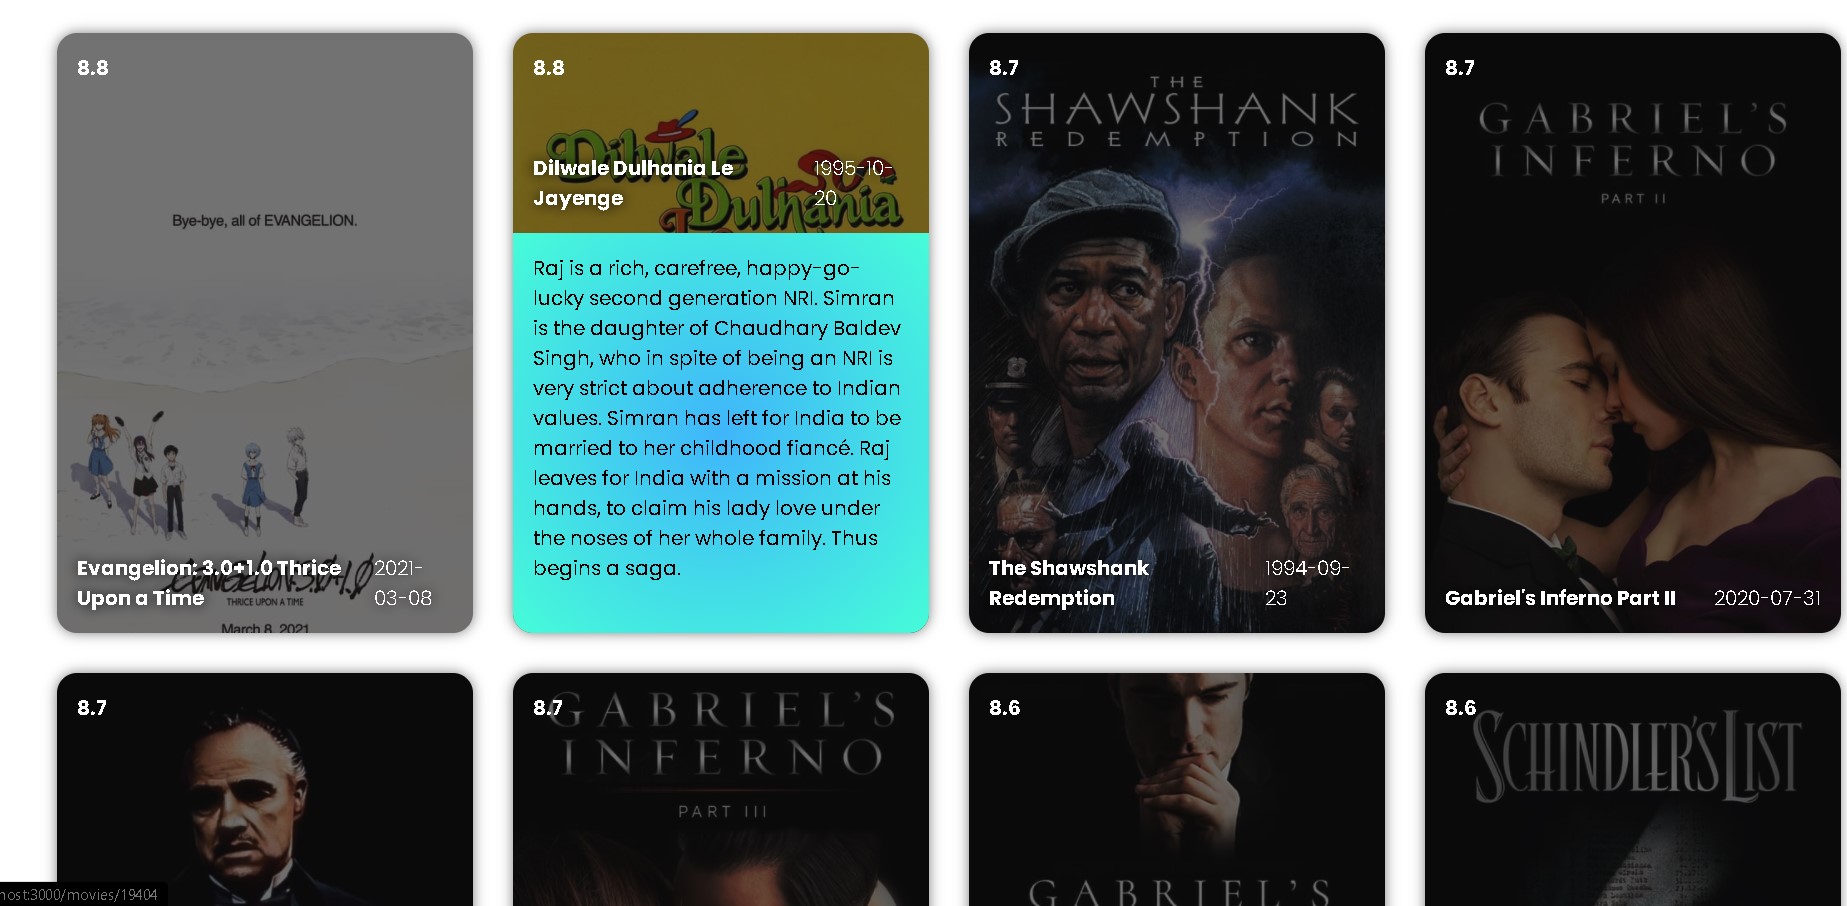 8.8
Bye-bye, all of EVANGELION.
Evangelion: 3.0+1.0 Thrice
Upon a Time
2021-
03-08
THRICE UPON A TIME
March 8, 2021
8.8
Dilwale
Dulhania
Dilwale Dulhania Le
Jayenge
1995-10-
20
Raj is a rich, carefree, happy-go-
lucky second generation NRI. Simran
is the daughter of Chaudhary Baldev
Singh, who in spite of being an NRI is
very strict about adherence to Indian
values. Simran has left for India to be
married to her childhood fiancé. Raj
leaves for India with a mission at his
hands, to claim his lady love under
the noses of her whole family. Thus
begins a saga.
8.7
THE
SHAWSHANK
REDEMPTION
The Shawshank
Redemption
1994-09-
23
8.7
GABRIEL'S
INFERNO
PART II
Gabriel's Inferno Part II
2020-07-31
8.7
8.7
GABRIEL'S
INFERNO
PART III
8.6
GABRIEL'S
8.6
SCHINDLER'S LIST
host:3000/movies/19404